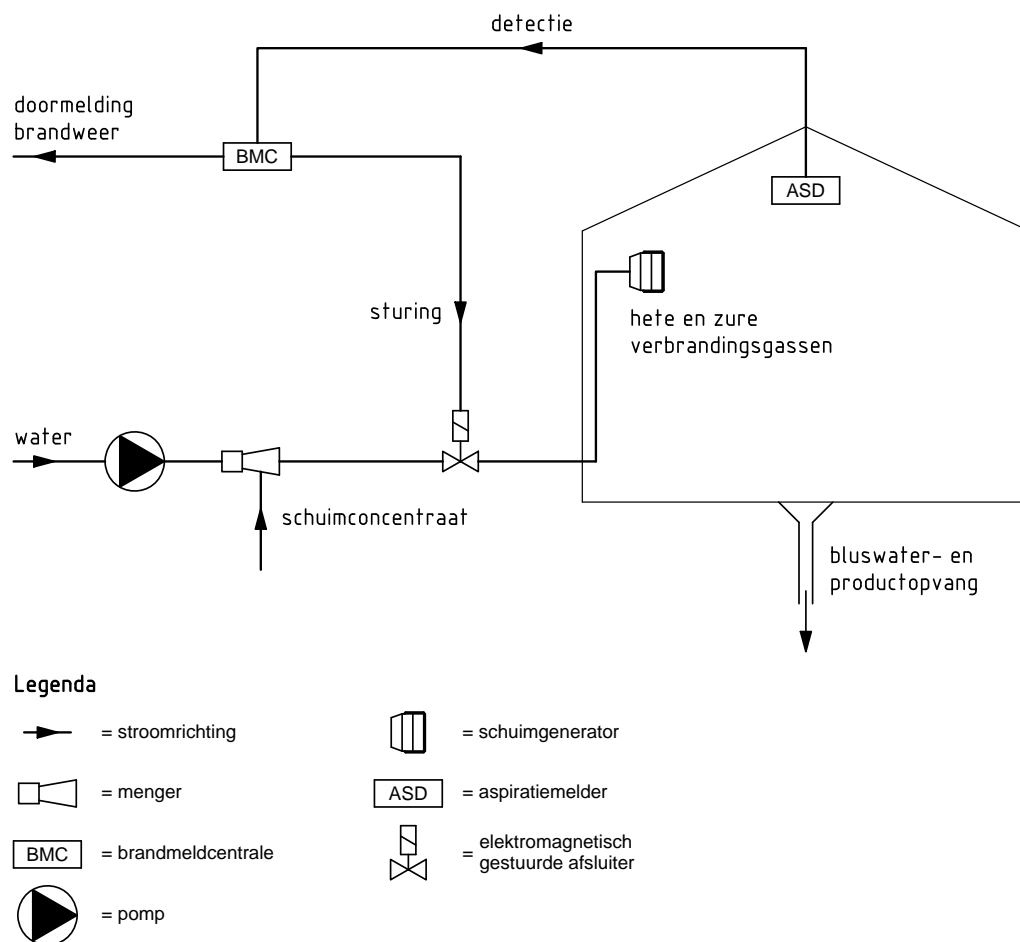 detectie
doormelding
brandweer
BMC
ASD
sturing
hete en zure
verbrandingsgassen
water
schuimconcentraat
bluswater- en
productopvang
Legenda
= stroomrichting
= schuimgenerator
= menger
ASD = aspiratiemelder
BMC = brandmeldcentrale
= elektromagnetisch
gestuurde afsluiter
= pomp